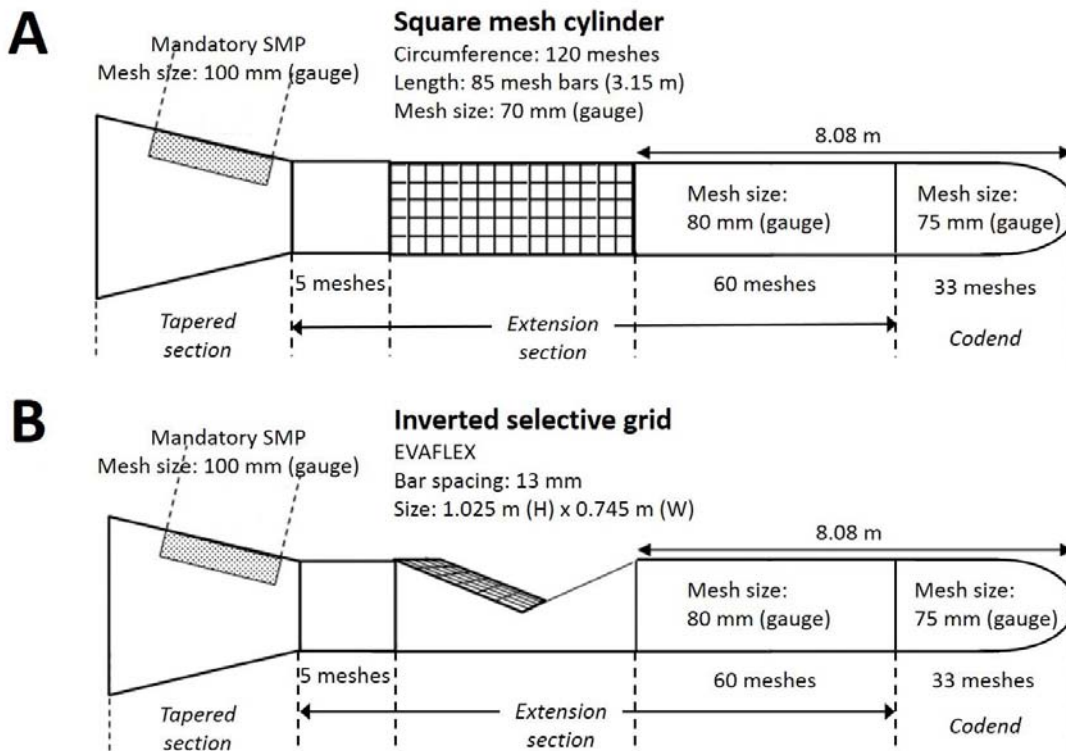 A
Square mesh cylinder
Circumference: 120 meshes
Length: 85 mesh bars (3.15 m)
Mesh size: 70 mm (gauge)
Mandatory SMP
Mesh size: 100 mm (gauge)
8.08 m
Mesh size:
80 mm (gauge)
Mesh size:
75 mm (gauge)
5 meshes
60 meshes
33 meshes
Tapered
section
Extension
section
Codend
B
Inverted selective grid
EVAFLEX
Bar spacing: 13 mm
Size: 1.025 m (H) x 0.745 m (W)
Mandatory SMP
Mesh size: 100 mm (gauge)
8.08 m
Mesh size:
80 mm (gauge)
Mesh size:
75 mm (gauge)
5 meshes
60 meshes
33 meshes
Tapered
section
Extension
section
Codend